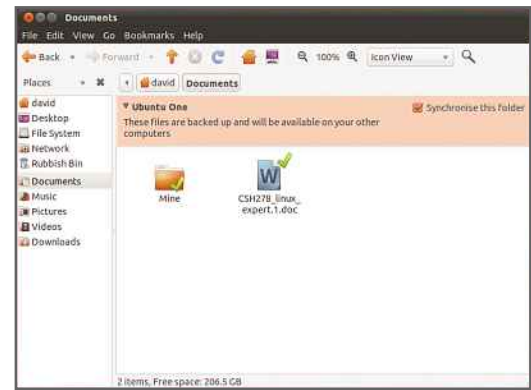 Documents
File Edit View Go Bookmarks Help
Back Forward 100% Icon View
Places david Documents
david
Desktop
File System
Network
Rubbish Bin
Documents
Music
Pictures
Videos
Downloads
Ubuntu One Synchronise this folder
These files are backed up and will be available on your other
computers
Mine
W
CSH278_linux_
expert.1.doc
2 items, Free space: 206.5 GB